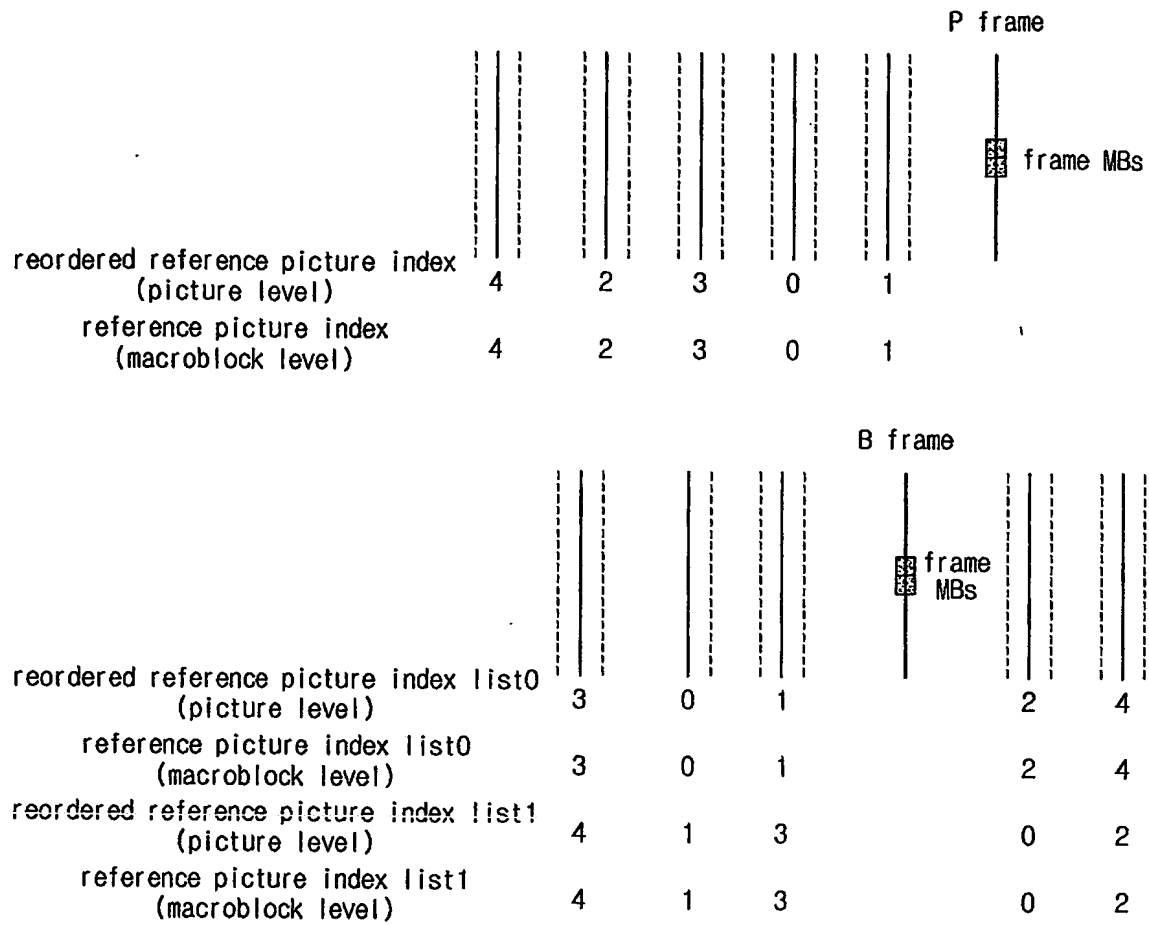 P frame
frame MBs
reordered reference picture index
(picture level)
4 2 3 0 1
reference picture index
(macroblock level)
4 2 3 0 1
B frame
frame
MBs
reordered reference picture index list0
(picture level)
3 0 1 2 4
reference picture index list0
(macroblock level)
3 0 1 2 4
reordered reference picture index list1
(picture level)
4 1 3 0 2
reference picture index list1
(macroblock level)
4 1 3 0 2